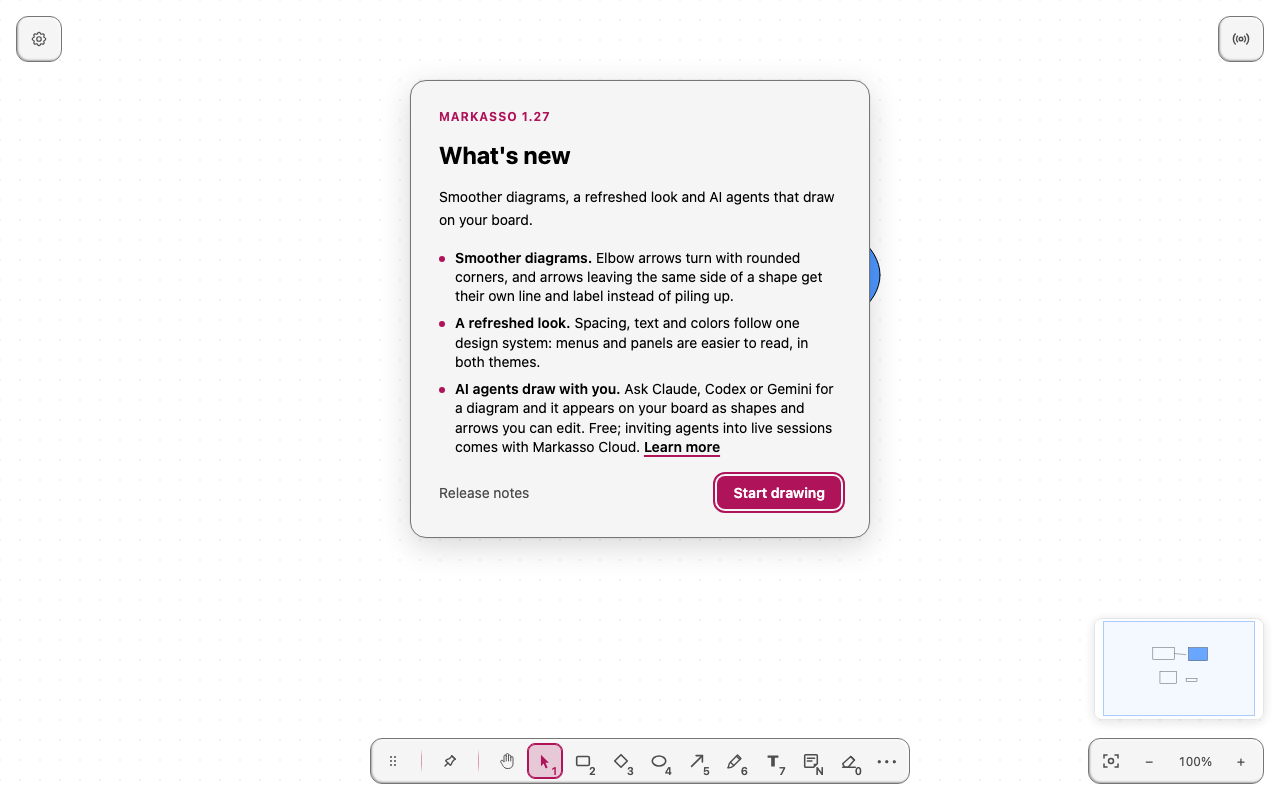 MARKASSO 1.27
What's new
Smoother diagrams, a refreshed look and AI agents that draw
on your board.
Smoother diagrams. Elbow arrows turn with rounded
corners, and arrows leaving the same side of a shape get
their own line and label instead of piling up.
A refreshed look. Spacing, text and colors follow one
design system: menus and panels are easier to read, in
both themes.
AI agents draw with you. Ask Claude, Codex or Gemini for
a diagram and it appears on your board as shapes and
arrows you can edit. Free; inviting agents into live sessions
comes with Markasso Cloud. Learn more
Release notes
Start drawing
1 2 3 4 5 6 T 7 N 0
− 100% +